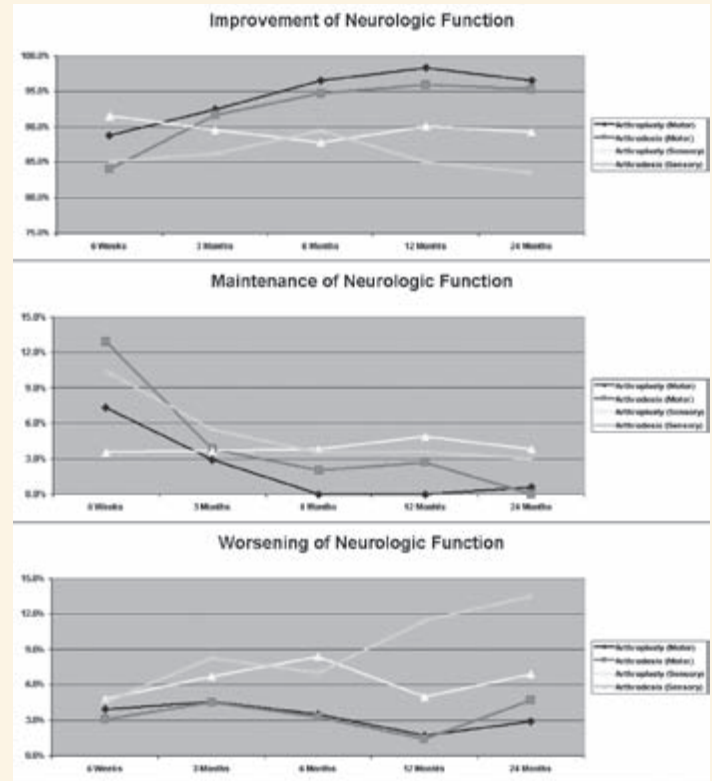 Improvement of Neurologic Function
100.0%
95.0%
90.0%
85.0%
80.0%
75.0%
6 Weeks
3 Months
6 Months
12 Months
24 Months
Arthroplasty (Motor)
Arthrodesis (Motor)
Arthroplasty (Sensory)
Arthrodesis (Sensory)
Maintenance of Neurologic Function
15.0%
12.0%
9.0%
6.0%
3.0%
0.0%
6 Weeks
3 Months
6 Months
12 Months
24 Months
Arthroplasty (Motor)
Arthrodesis (Motor)
Arthroplasty (Sensory)
Arthrodesis (Sensory)
Worsening of Neurologic Function
15.0%
12.0%
9.0%
6.0%
3.0%
0.0%
6 Weeks
3 Months
6 Months
12 Months
24 Months
Arthroplasty (Motor)
Arthrodesis (Motor)
Arthroplasty (Sensory)
Arthrodesis (Sensory)